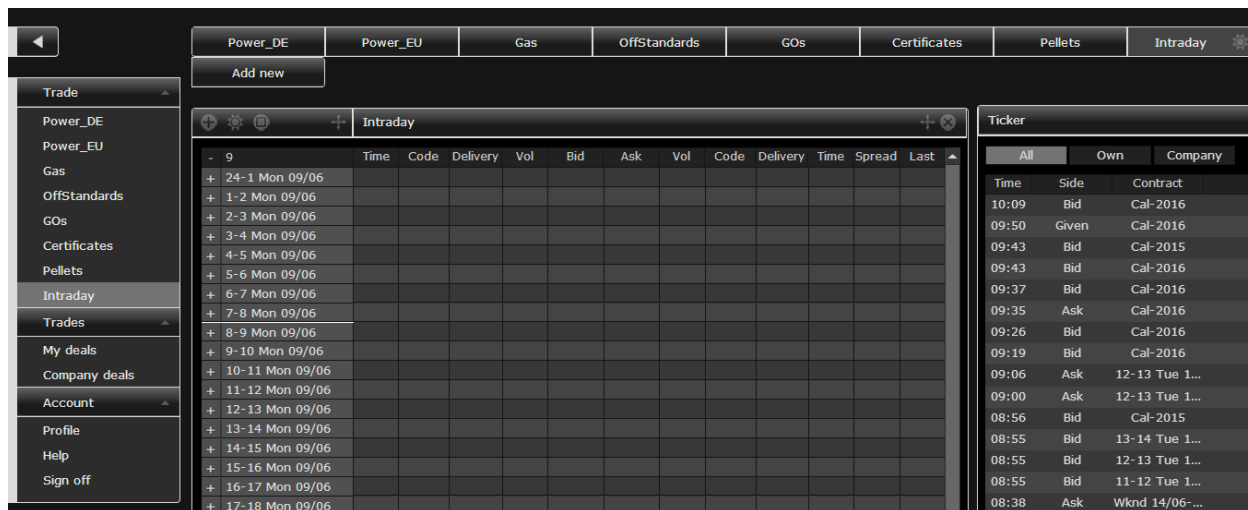 Power_DE Power_EU Gas OffStandards GOs Certificates Pellets Intraday
Add new
Trade
Power_DE
Power_EU
Gas
OffStandards
GOs
Certificates
Pellets
Intraday
Trades
My deals
Company deals
Account
Profile
Help
Sign off
Intraday
- 9 Time Code Delivery Vol Bid Ask Vol Code Delivery Time Spread Last
+ 24-1 Mon 09/06
+ 1-2 Mon 09/06
+ 2-3 Mon 09/06
+ 3-4 Mon 09/06
+ 4-5 Mon 09/06
+ 5-6 Mon 09/06
+ 6-7 Mon 09/06
+ 7-8 Mon 09/06
+ 8-9 Mon 09/06
+ 9-10 Mon 09/06
+ 10-11 Mon 09/06
+ 11-12 Mon 09/06
+ 12-13 Mon 09/06
+ 13-14 Mon 09/06
+ 14-15 Mon 09/06
+ 15-16 Mon 09/06
+ 16-17 Mon 09/06
+ 17-18 Mon 09/06
Ticker
All Own Company
Time Side Contract
10:09 Bid Cal-2016
09:50 Given Cal-2016
09:43 Bid Cal-2015
09:43 Bid Cal-2016
09:37 Bid Cal-2016
09:35 Ask Cal-2016
09:26 Bid Cal-2016
09:19 Bid Cal-2016
09:06 Ask 12-13 Tue 1...
09:00 Ask 12-13 Tue 1...
08:56 Bid Cal-2015
08:55 Bid 13-14 Tue 1...
08:55 Bid 12-13 Tue 1...
08:55 Bid 11-12 Tue 1...
08:38 Ask Wknd 14/06-...